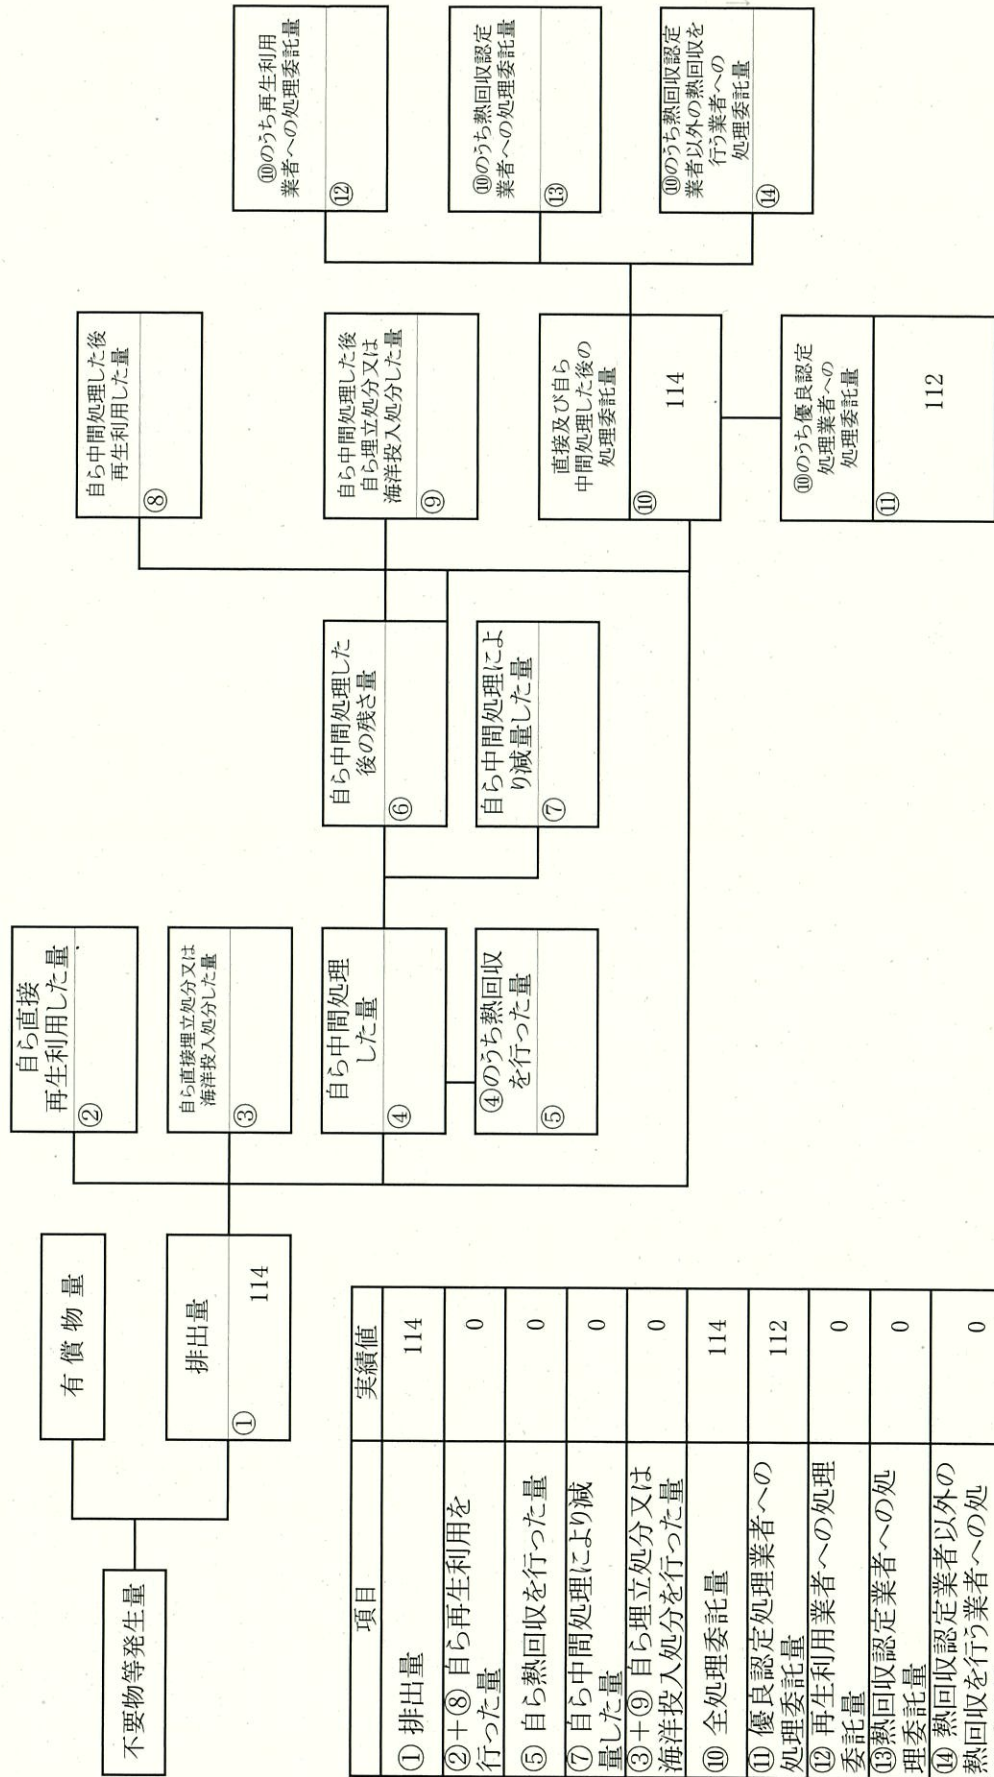 不要物等発生量
有償物量
排出量
①
114
自ら直接
再生利用した量
②
自ら直接埋立処分又は
海洋投入処分した量
③
自ら中間処理
した量
④
④のうち熱回収
を行った量
⑤
自ら中間処理した
後の残さ量
⑥
自ら中間処理によ
り減量した量
⑦
自ら中間処理した後
再生利用した量
⑧
自ら中間処理した後
自ら埋立処分又は
海洋投入処分した量
⑨
直接及び自ら
中間処理した後の
処理委託量
⑩
114
⑩のうち優良認定
処理業者への
処理委託量
⑪
112
⑩のうち再生利用
業者への処理委託量
⑫
⑩のうち熱回収認定
業者への処理委託量
⑬
⑩のうち熱回収認定
業者以外の熱回収を
行う業者への
処理委託量
⑭
項目 実績値
① 排出量 114
②+⑧ 自ら再生利用を
行った量 0
⑤ 自ら熱回収を行った量 0
⑦ 自ら中間処理により減
量した量 0
③+⑨ 自ら埋立処分又は
海洋投入処分を行った量 0
⑩ 全処理委託量 114
⑪ 優良認定処理業者への
処理委託量 112
⑫ 再生利用業者への処理
委託量 0
⑬熱回収認定業者への処
理委託量 0
⑭ 熱回収認定業者以外の
熱回収を行う業者への処 0